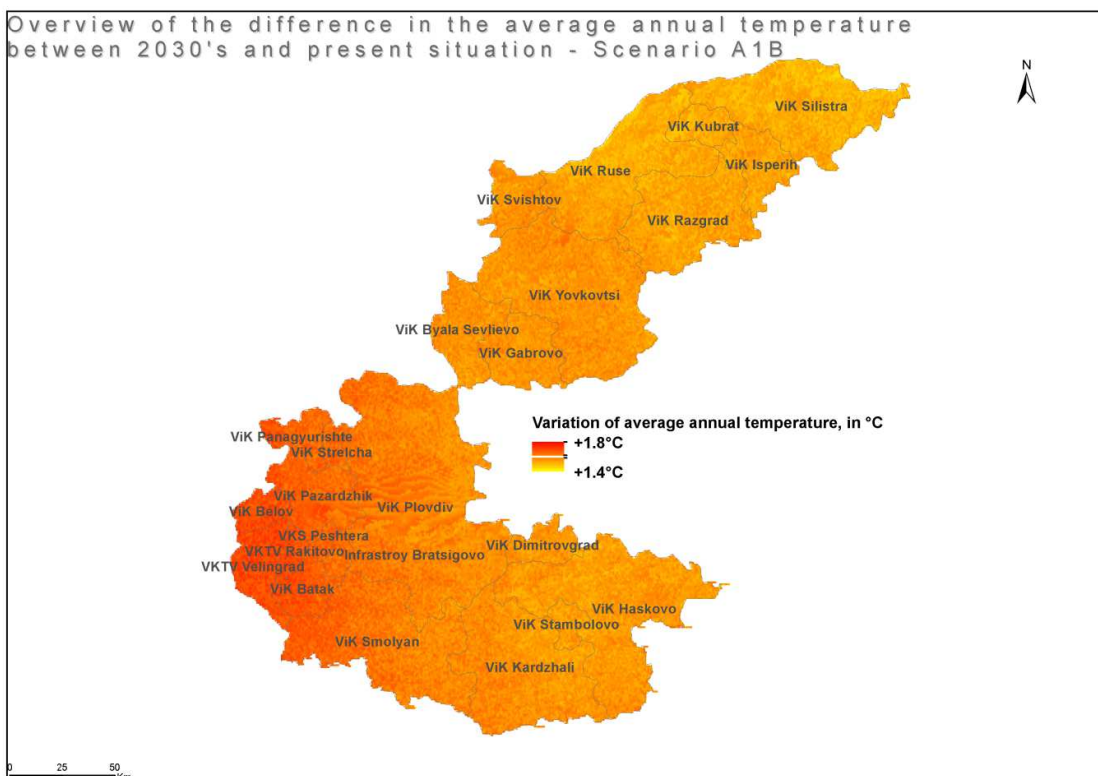 Overview of the difference in the average annual temperature
between 2030's and present situation - Scenario A1B
N
ViK Silistra
ViK Kubrat
ViK Isperih
ViK Ruse
ViK Svishtov
ViK Razgrad
ViK Yovkovtsi
ViK Byala Sevlievo
ViK Gabrovo
Variation of average annual temperature, in °C
+1.8°C
+1.4°C
ViK Panagyurishte
ViK Strelcha
ViK Pazardzhik
ViK Plovdiv
ViK Belov
VKS Peshtera
ViK Dimitrovgrad
VKTV Rakitovo
Infrastroy Bratsigovo
VKTV Velingrad
ViK Batak
ViK Haskovo
ViK Stambolovo
ViK Smolyan
ViK Kardzhali
0 25 50
Km